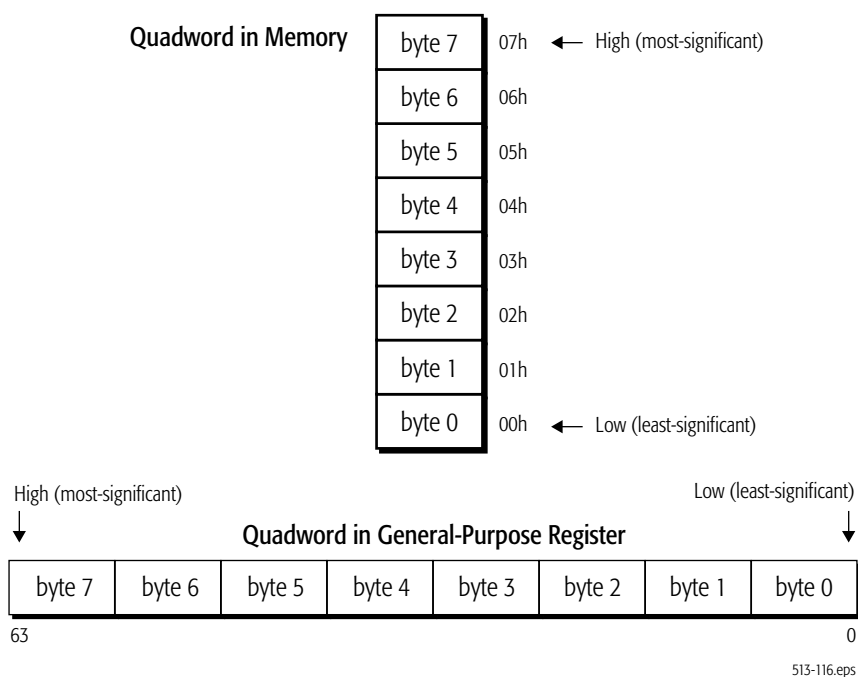 Quadword in Memory
byte 7 07h High (most-significant)
byte 6 06h
byte 5 05h
byte 4 04h
byte 3 03h
byte 2 02h
byte 1 01h
byte 0 00h Low (least-significant)
High (most-significant) Low (least-significant)
Quadword in General-Purpose Register
byte 7 byte 6 byte 5 byte 4 byte 3 byte 2 byte 1 byte 0
63 0
513-116.eps